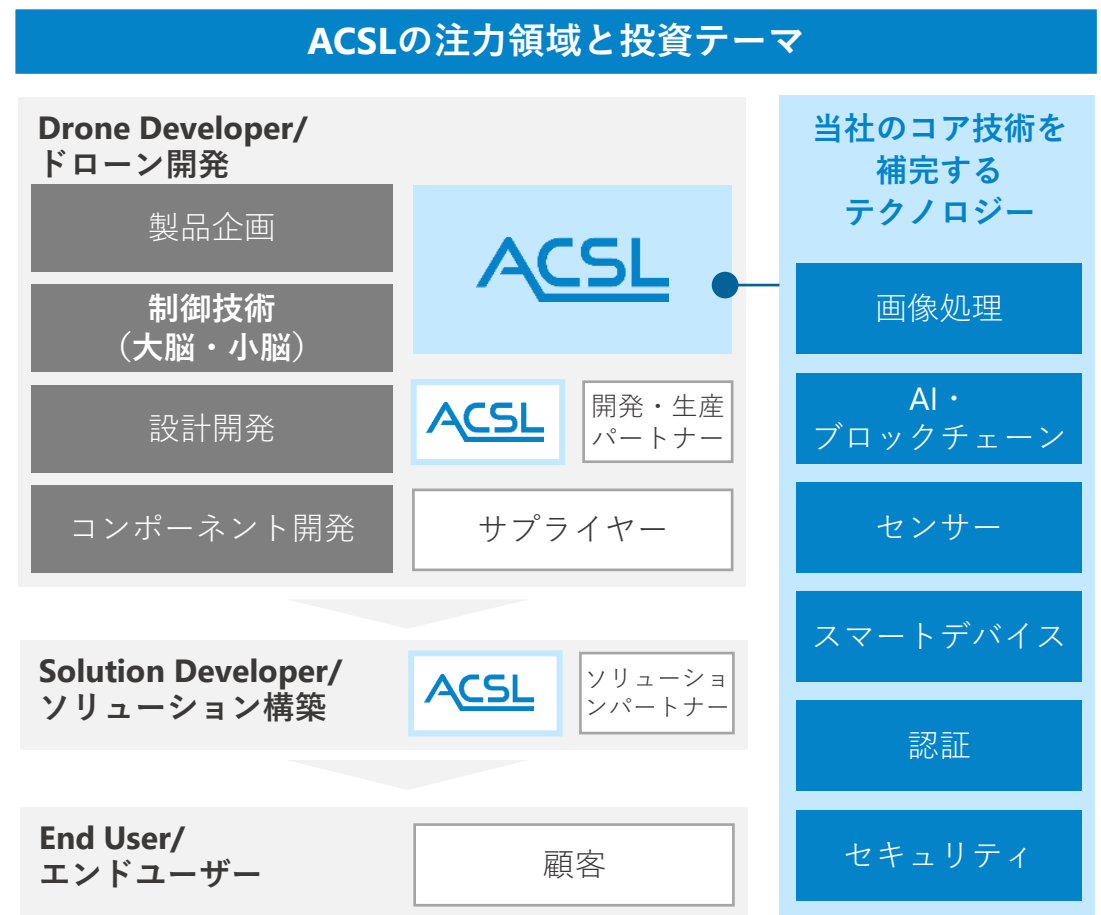 ACSLの注力領域と投資テーマ
Drone Developer/
ドローン開発
製品企画
ACSL
制御技術
（大脳・小脳）
設計開発
ACSL
開発・生産
パートナー
コンポーネント開発
サプライヤー
Solution Developer/
ソリューション構築
ACSL
ソリューショ
ンパートナー
End User/
エンドユーザー
顧客
当社のコア技術を
補完する
テクノロジー
画像処理
AI・
ブロックチェーン
センサー
スマートデバイス
認証
セキュリティ